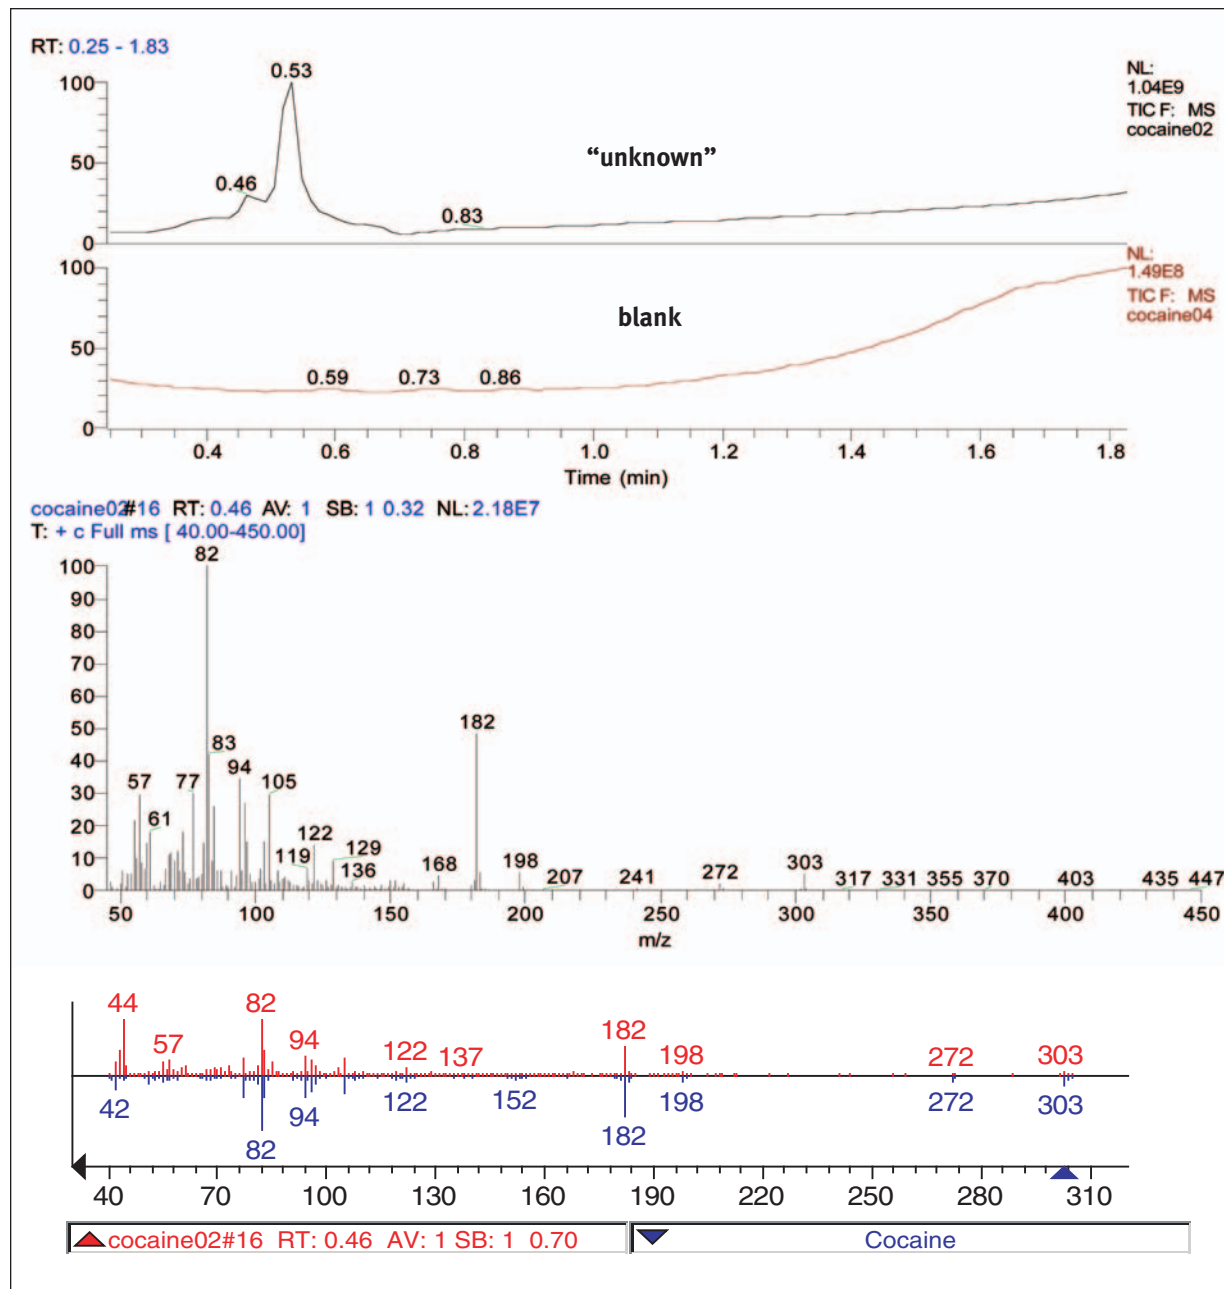 RT: 0.25 - 1.83
NL:
1.04E9
TIC F: MS
cocaine02
100
50
0
0.53
0.46
0.83
“unknown”
NL:
1.49E8
TIC F: MS
cocaine04
100
50
0
blank
0.59 0.73 0.86
0.4 0.6 0.8 1.0 1.2 1.4 1.6 1.8
Time (min)
cocaine02#16 RT: 0.46 AV: 1 SB: 1 0.32 NL: 2.18E7
T: + c Full ms [ 40.00-450.00]
100
90
80
70
60
50
40
30
20
10
0
82
182
83
57 77 94 105
61
122
119 129
136 168 198 207 241 272 303 317 331 355 370 403 435 447
50 100 150 200 250 300 350 400 450
m/z
44 57 82 94 122 137 182 198 272 303
42 82 94 122 152 182 198 272 303
40 70 100 130 160 190 220 250 280 310
cocaine02#16 RT: 0.46 AV: 1 SB: 1 0.70
Cocaine